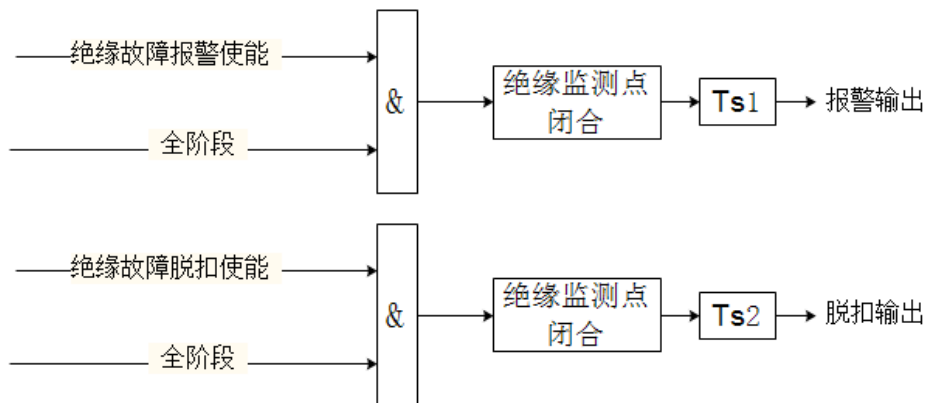 绝缘故障报警使能
全阶段
&
绝缘监测点
闭合
Ts1
报警输出
绝缘故障脱扣使能
全阶段
&
绝缘监测点
闭合
Ts2
脱扣输出